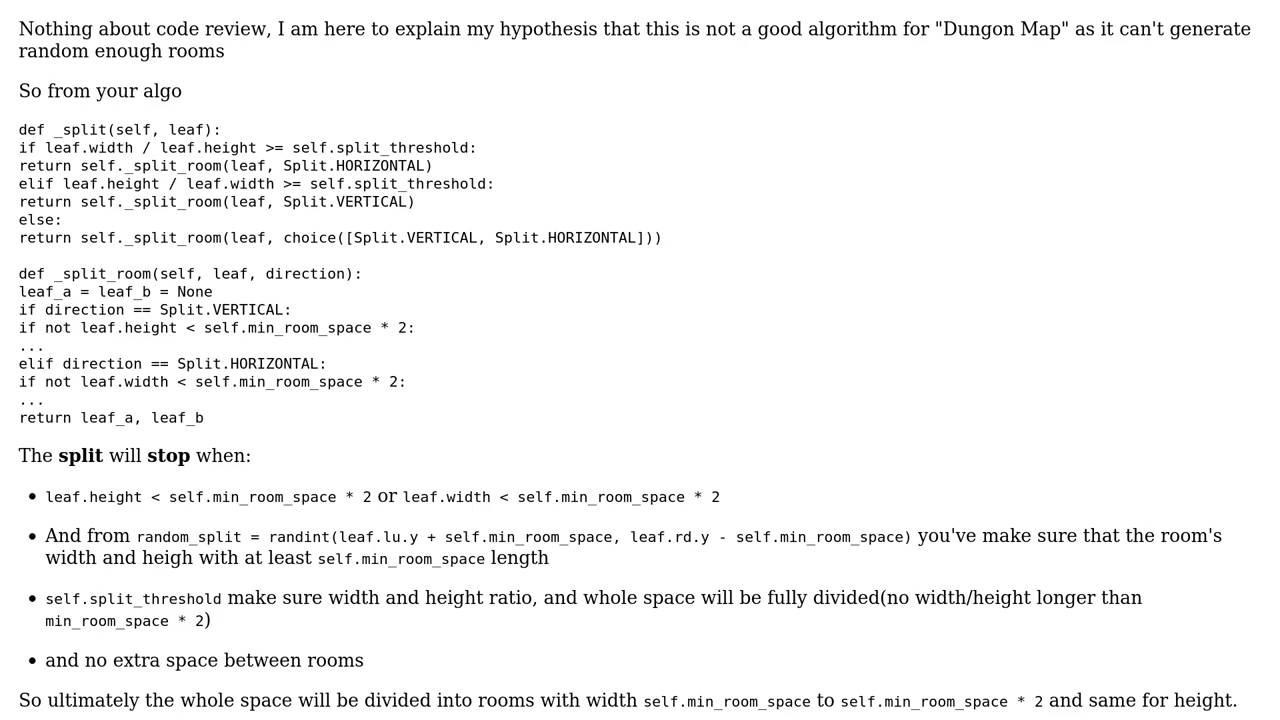 Nothing about code review, I am here to explain my hypothesis that this is not a good algorithm for "Dungon Map" as it can't generate
random enough rooms
So from your algo
def _split(self, leaf):
if leaf.width / leaf.height >= self.split_threshold:
return self._split_room(leaf, Split.HORIZONTAL)
elif leaf.height / leaf.width >= self.split_threshold:
return self._split_room(leaf, Split.VERTICAL)
else:
return self._split_room(leaf, choice([Split.VERTICAL, Split.HORIZONTAL]))
def _split_room(self, leaf, direction):
leaf_a = leaf_b = None
if direction == Split.VERTICAL:
if not leaf.height < self.min_room_space * 2:
...
elif direction == Split.HORIZONTAL:
if not leaf.width < self.min_room_space * 2:
...
return leaf_a, leaf_b
The split will stop when:
• leaf.height < self.min_room_space * 2 or leaf.width < self.min_room_space * 2
• And from random_split = randint(leaf.lu.y + self.min_room_space, leaf.rd.y - self.min_room_space) you've make sure that the room's
width and heigh with at least self.min_room_space length
• self.split_threshold make sure width and height ratio, and whole space will be fully divided(no width/height longer than
min_room_space * 2)
• and no extra space between rooms
So ultimately the whole space will be divided into rooms with width self.min_room_space to self.min_room_space * 2 and same for height.